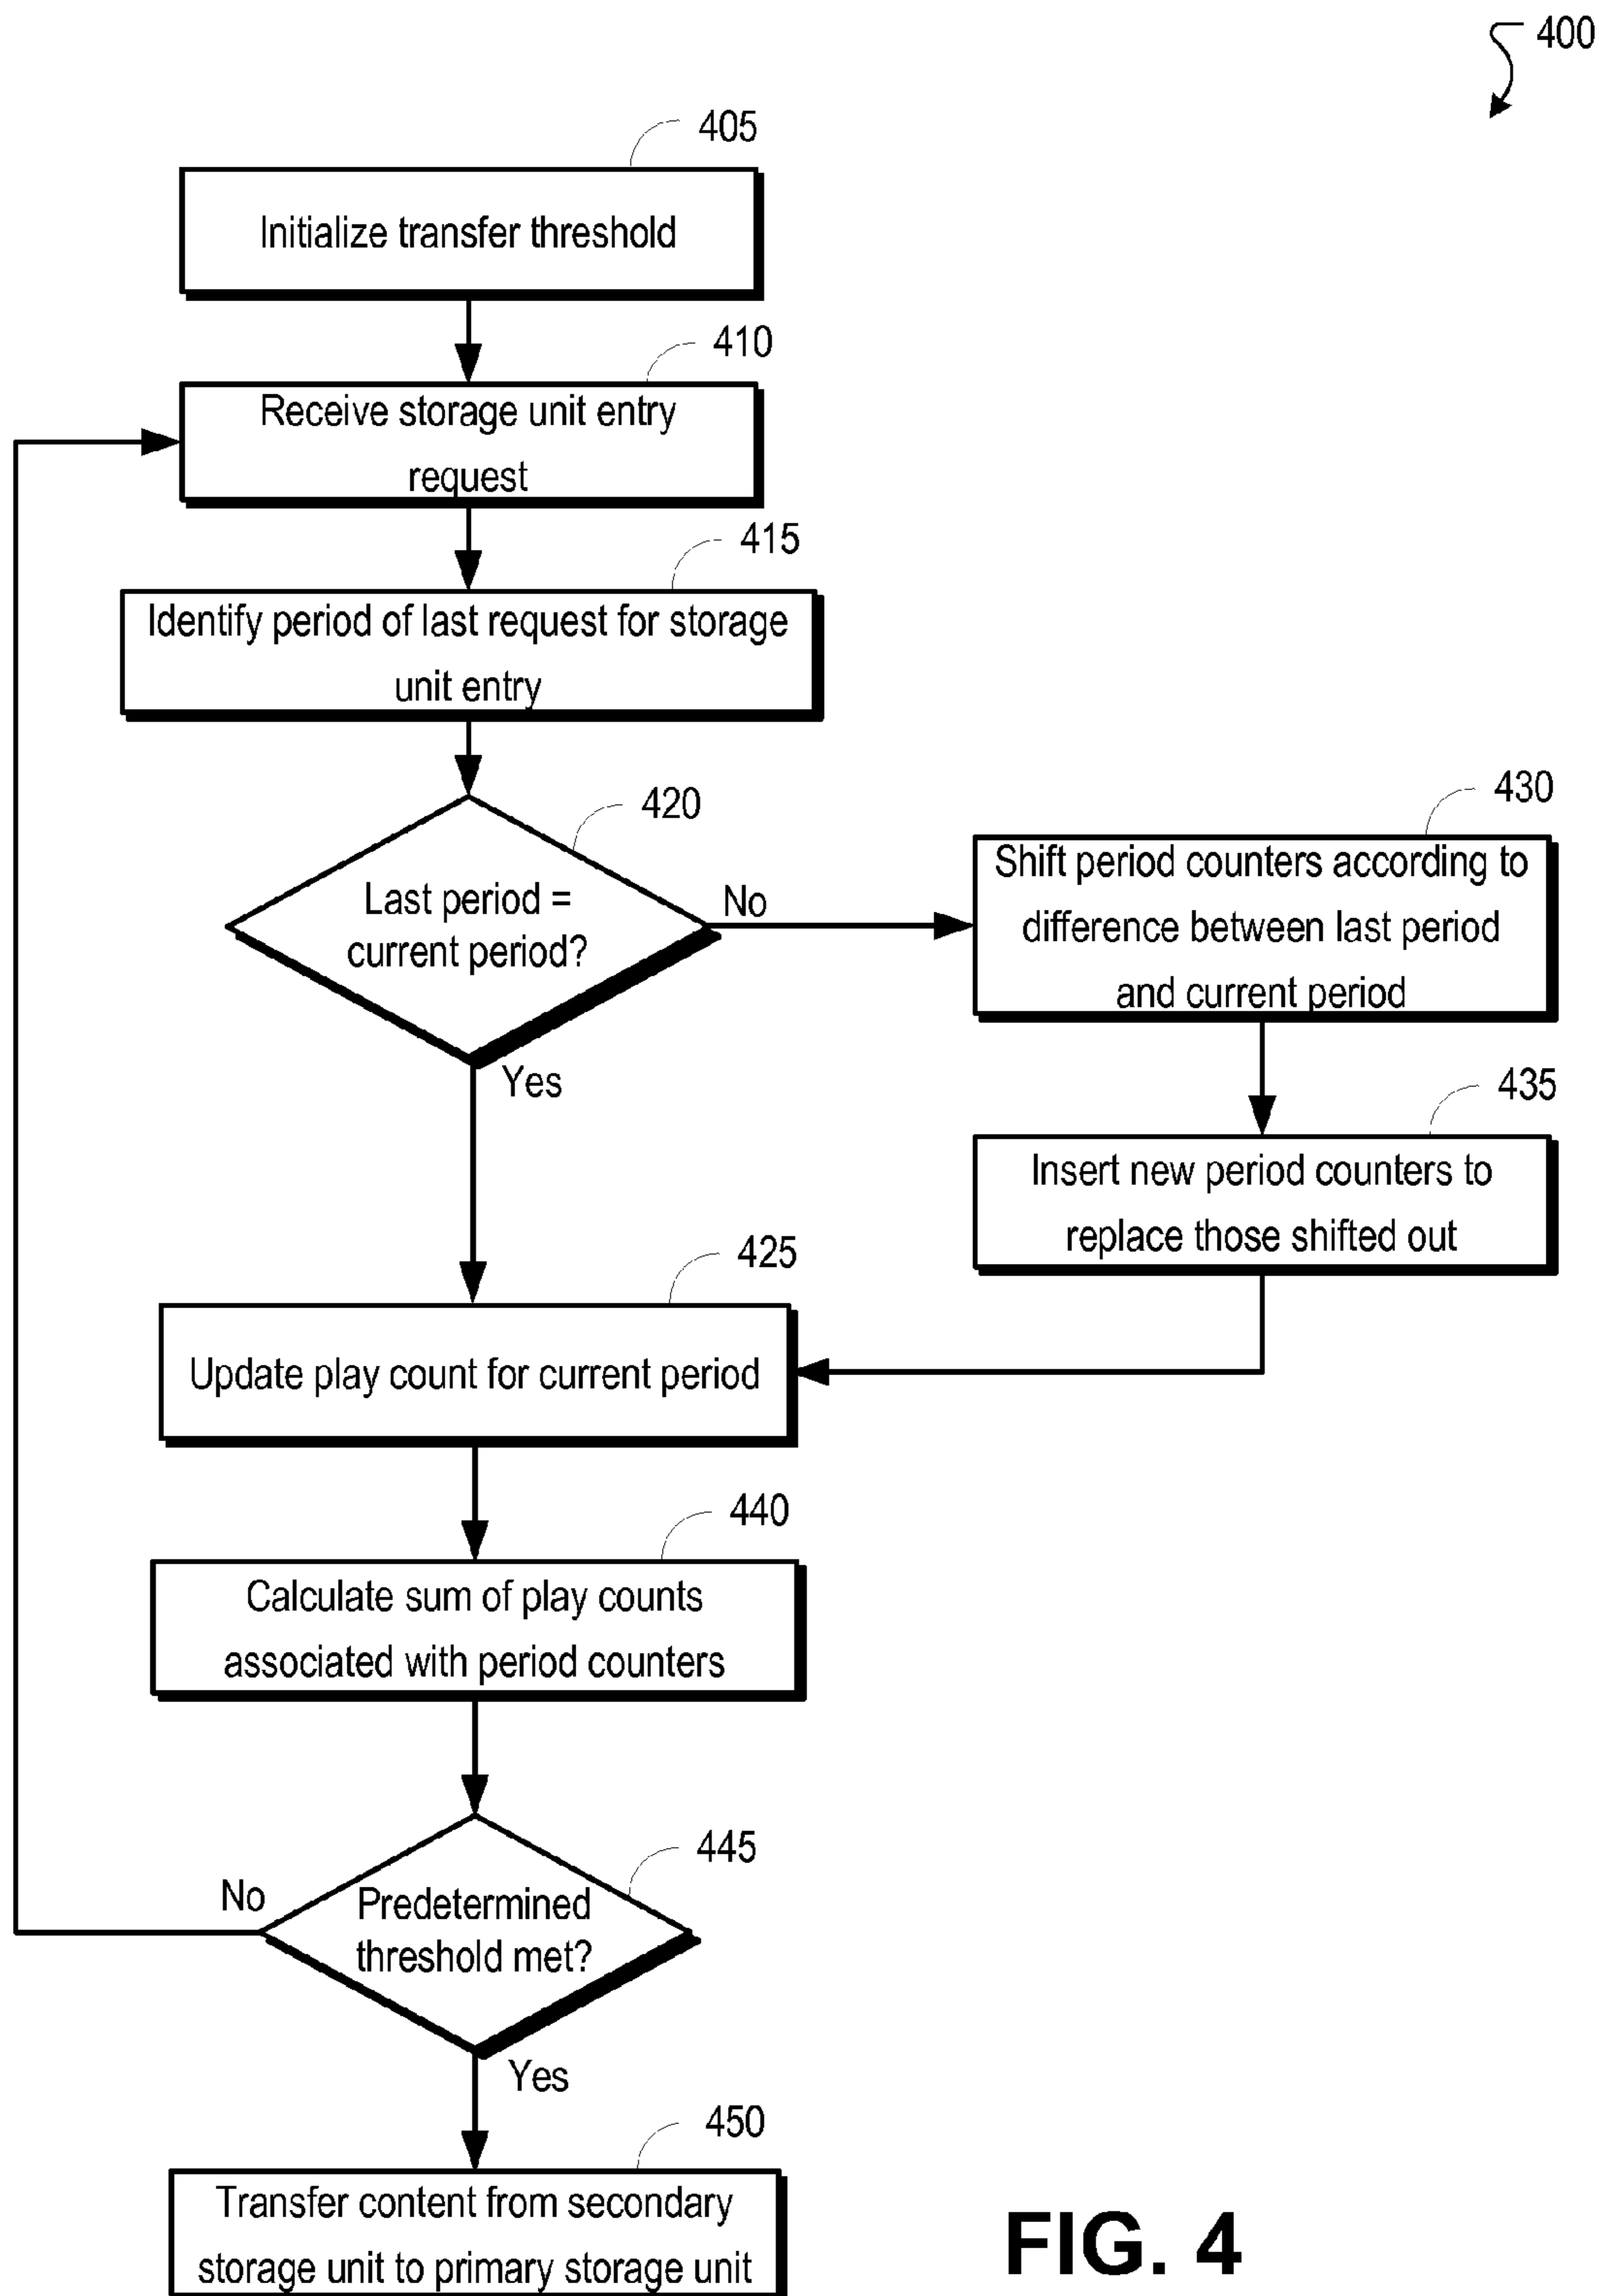 400
405
Initialize transfer threshold
410
Receive storage unit entry
request
415
Identify period of last request for storage
unit entry
420
Last period =
current period?
No
Yes
430
Shift period counters according to
difference between last period
and current period
435
Insert new period counters to
replace those shifted out
425
Update play count for current period
440
Calculate sum of play counts
associated with period counters
445
Predetermined
threshold met?
No
Yes
450
Transfer content from secondary
storage unit to primary storage unit
FIG. 4